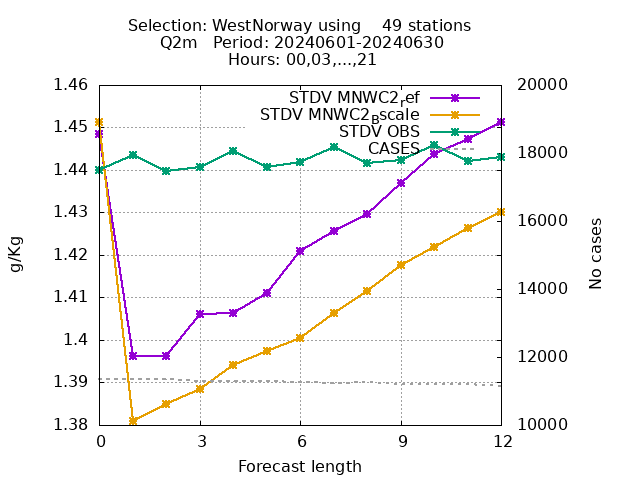 Selection: WestNorway using    49 stations
Q2m   Period: 20240601-20240630
Hours: 00,03,...,21
1.46
1.45
1.44
1.43
1.42
1.41
1.4
1.39
1.38
g/Kg
STDV MNWC2_ref
STDV MNWC2_Bscale
STDV OBS
CASES
20000
18000
16000
14000
12000
10000
No cases
0 3 6 9 12
Forecast length